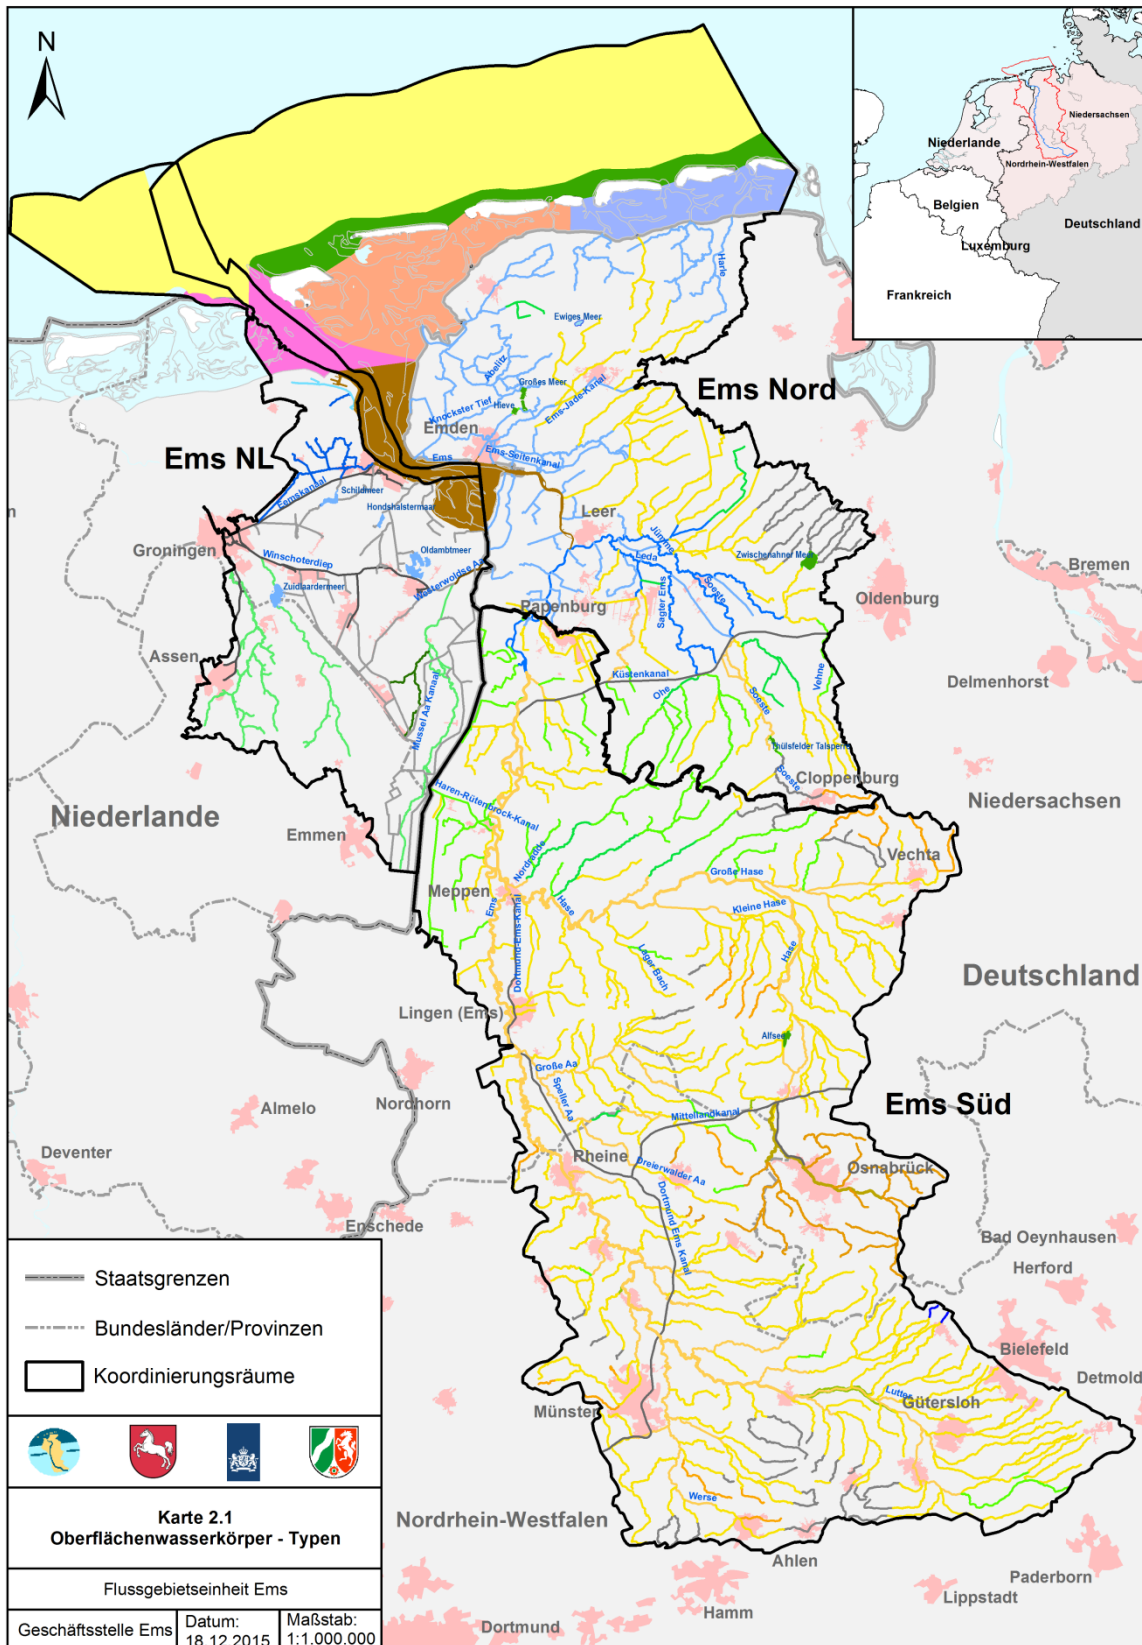 N
Niedersachsen
Niederlande
Nordrhein-Westfalen
Belgien
Deutschland
Luxemburg
Frankreich
Harle
Ewiges Meer
Abelitz
Großes Meer
Ems Nord
Hieve
Knockster Tief
Ems-Jade-Kanal
Emden
Ems
Ems-Seitenkanal
Ems NL
Eemskanaal
Schildmeer
Hondshalstermaar
Leer
Groningen
Jümme
Leda
Zwischenahner Meer
Winschoterdiep
Oldambtmeer
Westerwoldse Aa
Soeste
Sagter Ems
Bremen
Zuidlaardermeer
Papenburg
Oldenburg
Assen
Küstenkanal
Ohe
Vehne
Delmenhorst
Mussel Aa Kanaal
Soeste
Thülsfelder Talsperre
Soeste
Cloppenburg
Haren-Rütenbrock-Kanal
Niedersachsen
Niederlande
Emmen
Nordradde
Vechta
Große Hase
Meppen
Ems
Hase
Kleine Hase
Dortmund-Ems-Kanal
Hase
Lager Bach
Deutschland
Lingen (Ems)
Alfsee
Große Aa
Speller Aa
Almelo
Nordhorn
Mittellandkanal
Ems Süd
Deventer
Rheine
Dreierwalder Aa
Osnabrück
Dortmund Ems Kanal
Enschede
Bad Oeynhausen
Herford
Staatsgrenzen
Bundesländer/Provinzen
Koordinierungsräume
Bielefeld
Detmold
Lutter
Gütersloh
Münster
Werse
Nordrhein-Westfalen
Karte 2.1
Oberflächenwasserkörper - Typen
Ahlen
Paderborn
Flussgebietseinheit Ems
Lippstadt
Hamm
Dortmund
Geschäftsstelle Ems
Datum:
18.12.2015
Maßstab:
1:1.000.000